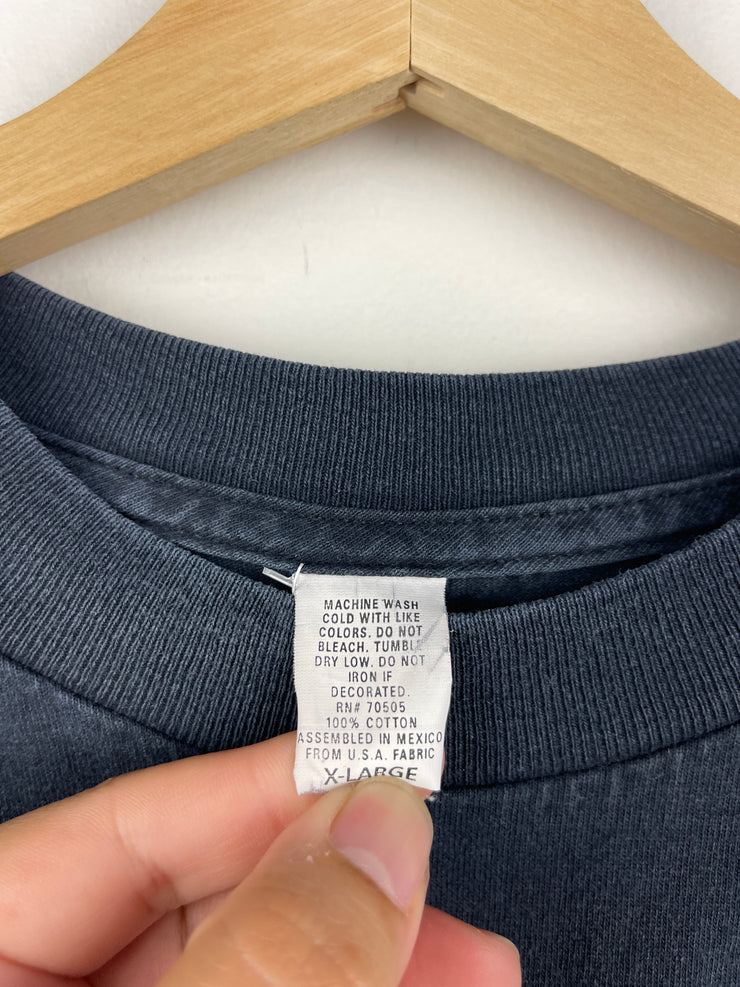 MACHINE WASH
COLD WITH LIKE
COLORS. DO NOT
BLEACH. TUMBLE
DRY LOW. DO NOT
IRON IF
DECORATED.
RN# 70505
100% COTTON
ASSEMBLED IN MEXICO
FROM U.S.A. FABRIC
X-LARGE